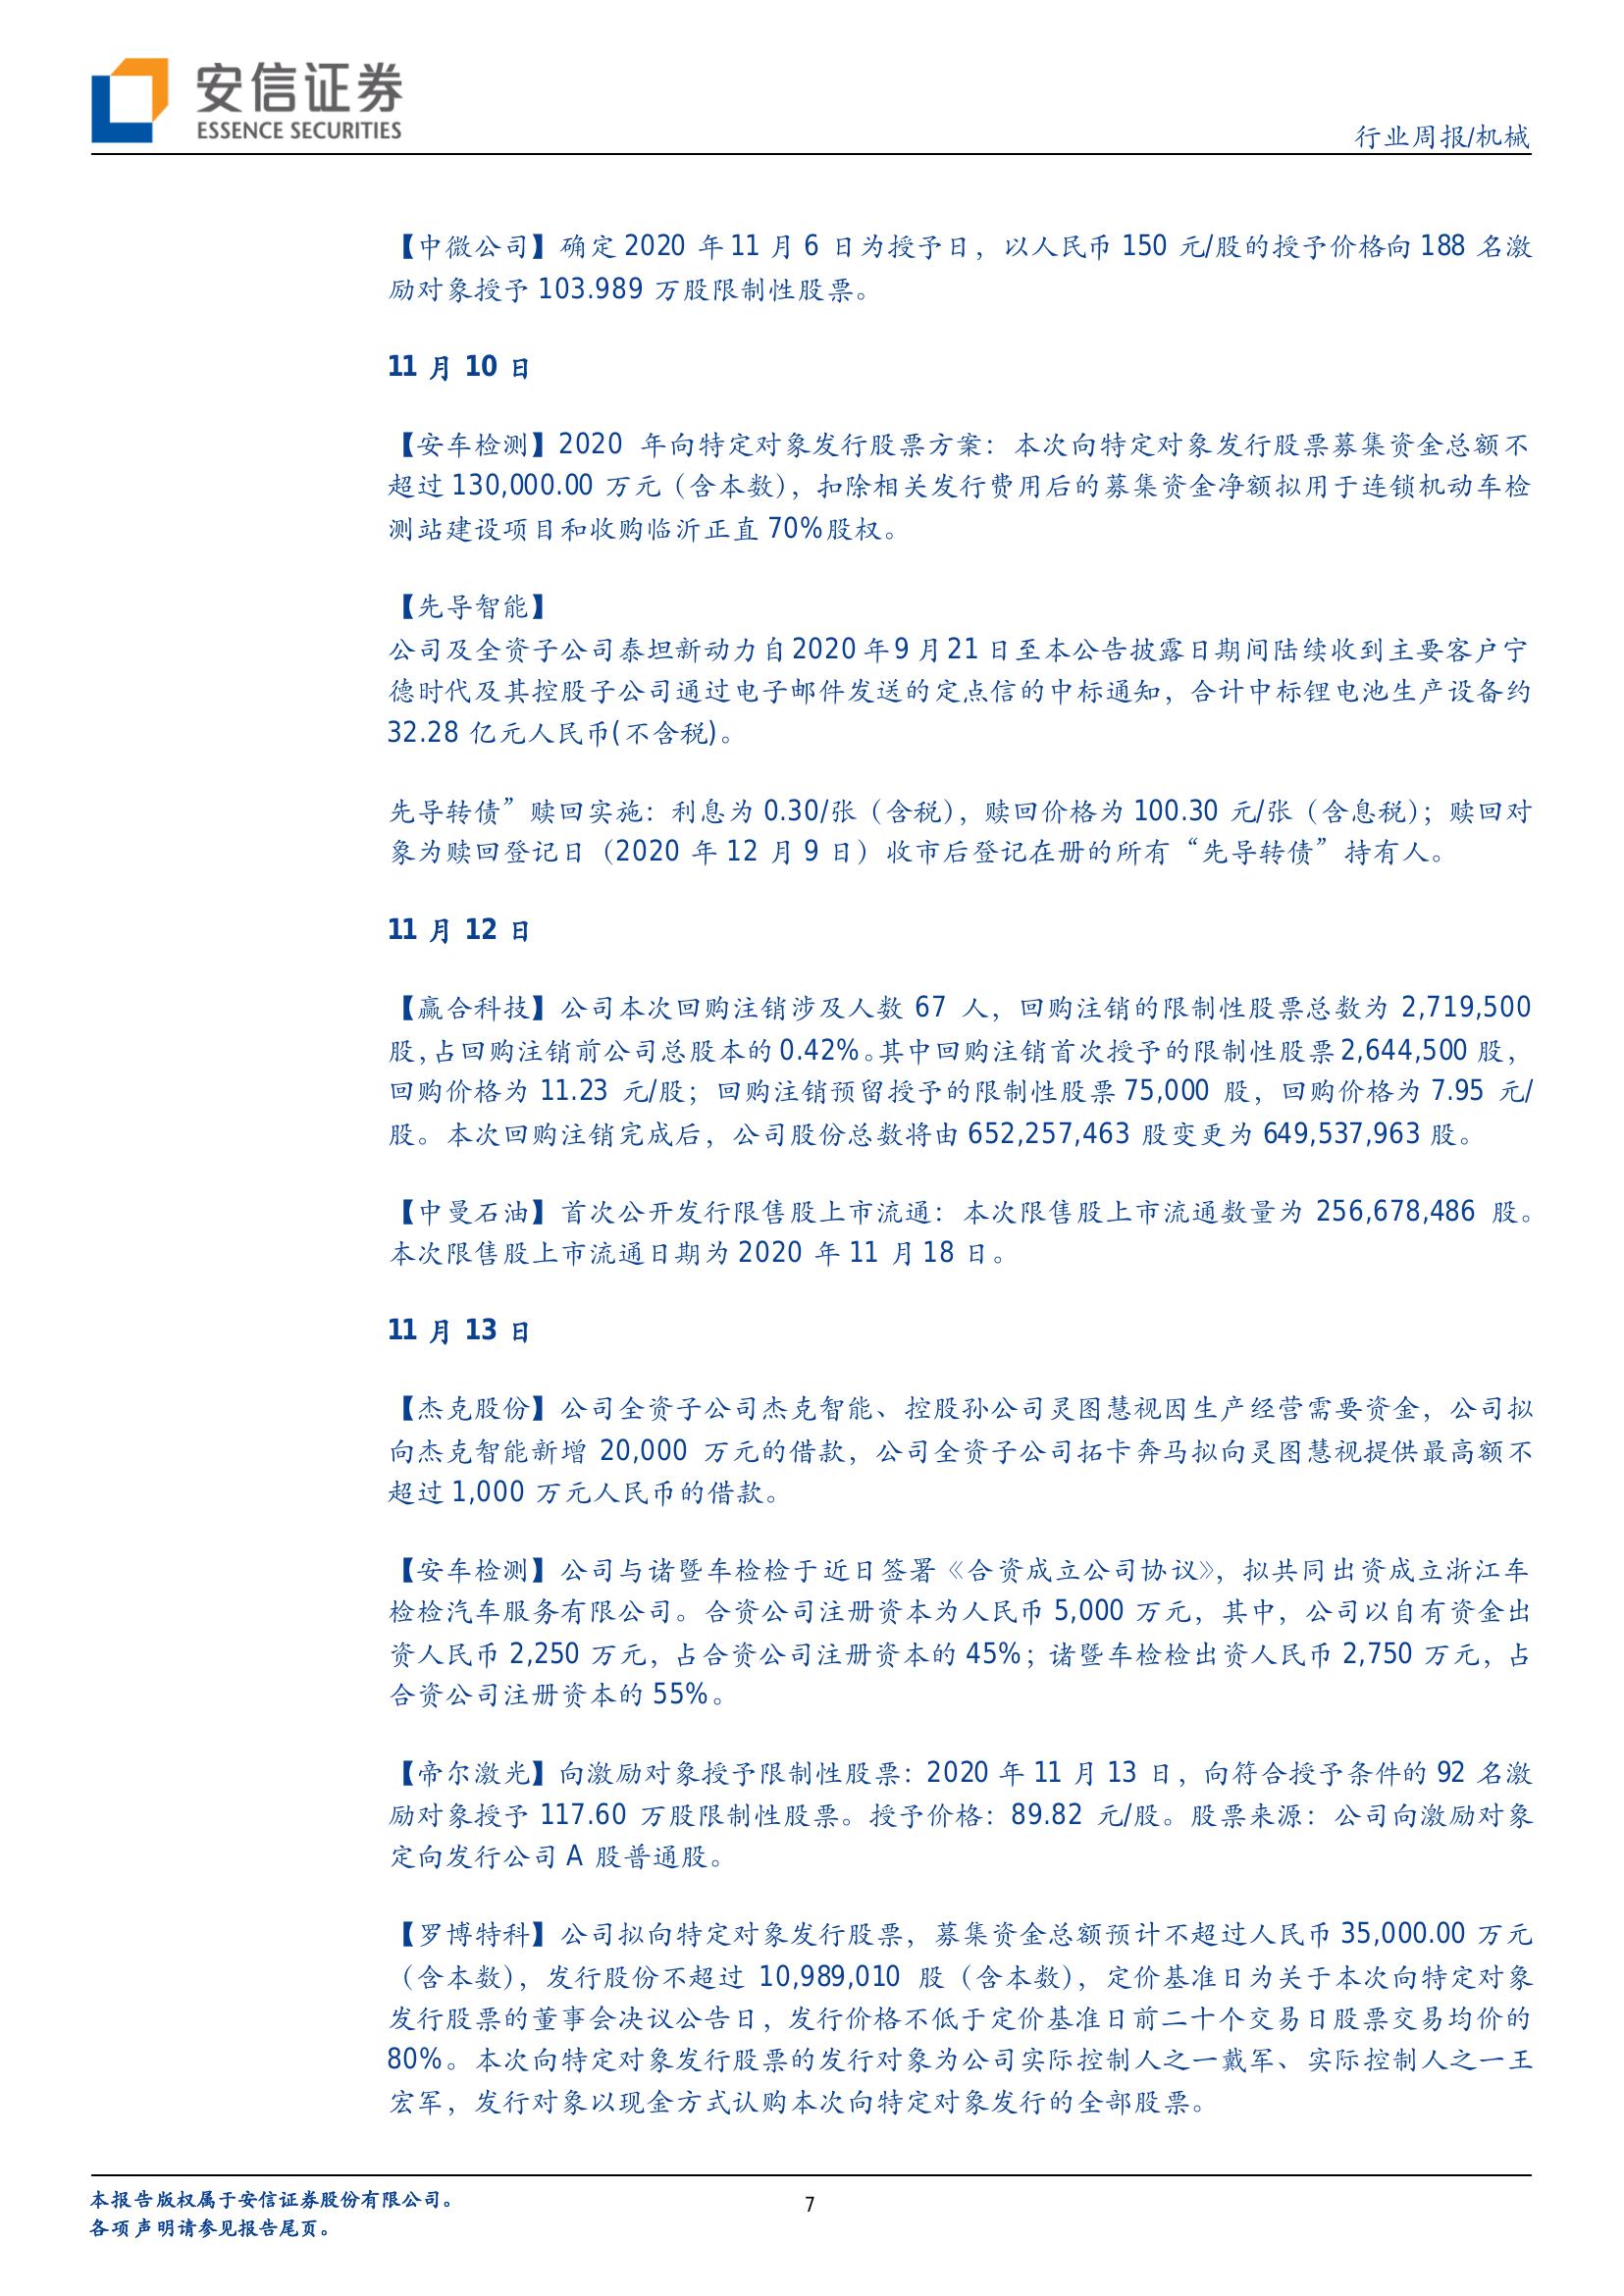 安信证券
ESSENCE SECURITIES
行业周报/机械
【中微公司】确定 2020 年 11 月 6 日为授予日，以人民币 150 元/股的授予价格向 188 名激
励对象授予 103.989 万股限制性股票。
11 月 10 日
【安车检测】2020 年向特定对象发行股票方案：本次向特定对象发行股票募集资金总额不
超过 130,000.00 万元（含本数），扣除相关发行费用后的募集资金净额拟用于连锁机动车检
测站建设项目和收购临沂正直 70%股权。
【先导智能】
公司及全资子公司泰坦新动力自 2020 年 9 月 21 日至本公告披露日期间陆续收到主要客户宁
德时代及其控股子公司通过电子邮件发送的定点信的中标通知，合计中标锂电池生产设备约
32.28 亿元人民币(不含税)。
先导转债”赎回实施：利息为 0.30/张（含税），赎回价格为 100.30 元/张（含息税）；赎回对
象为赎回登记日（2020 年 12 月 9 日）收市后登记在册的所有“先导转债”持有人。
11 月 12 日
【赢合科技】公司本次回购注销涉及人数 67 人，回购注销的限制性股票总数为 2,719,500
股，占回购注销前公司总股本的 0.42%。其中回购注销首次授予的限制性股票 2,644,500 股，
回购价格为 11.23 元/股；回购注销预留授予的限制性股票 75,000 股，回购价格为 7.95 元/
股。本次回购注销完成后，公司股份总数将由 652,257,463 股变更为 649,537,963 股。
【中曼石油】首次公开发行限售股上市流通：本次限售股上市流通数量为 256,678,486 股。
本次限售股上市流通日期为 2020 年 11 月 18 日。
11 月 13 日
【杰克股份】公司全资子公司杰克智能、控股孙公司灵图慧视因生产经营需要资金，公司拟
向杰克智能新增 20,000 万元的借款，公司全资子公司拓卡奔马拟向灵图慧视提供最高额不
超过 1,000 万元人民币的借款。
【安车检测】公司与诸暨车检检于近日签署《合资成立公司协议》，拟共同出资成立浙江车
检检汽车服务有限公司。合资公司注册资本为人民币 5,000 万元，其中，公司以自有资金出
资人民币 2,250 万元，占合资公司注册资本的 45%；诸暨车检检出资人民币 2,750 万元，占
合资公司注册资本的 55%。
【帝尔激光】向激励对象授予限制性股票：2020 年 11 月 13 日，向符合授予条件的 92 名激
励对象授予 117.60 万股限制性股票。授予价格：89.82 元/股。股票来源：公司向激励对象
定向发行公司 A 股普通股。
【罗博特科】公司拟向特定对象发行股票，募集资金总额预计不超过人民币 35,000.00 万元
（含本数），发行股份不超过 10,989,010 股（含本数），定价基准日为关于本次向特定对象
发行股票的董事会决议公告日，发行价格不低于定价基准日前二十个交易日股票交易均价的
80%。本次向特定对象发行股票的发行对象为公司实际控制人之一戴军、实际控制人之一王
宏军，发行对象以现金方式认购本次向特定对象发行的全部股票。
本报告版权属于安信证券股份有限公司。
各项声明请参见报告尾页。
7